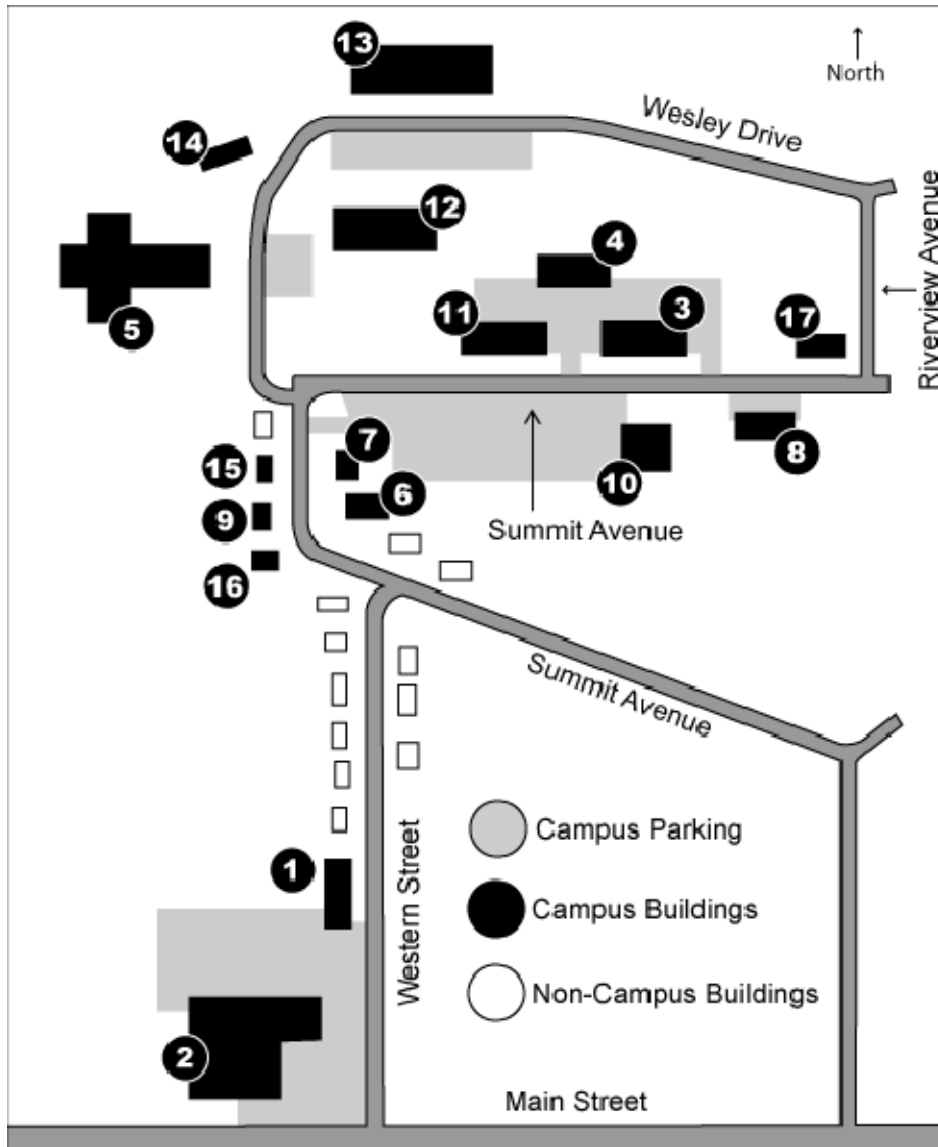 13
North
Wesley Drive
14
12
4
Riverview Avenue
5
11
3
17
7
8
15
10
6
9
Summit Avenue
16
Summit Avenue
Campus Parking
1
Western Street
Campus Buildings
Non-Campus Buildings
2
Main Street